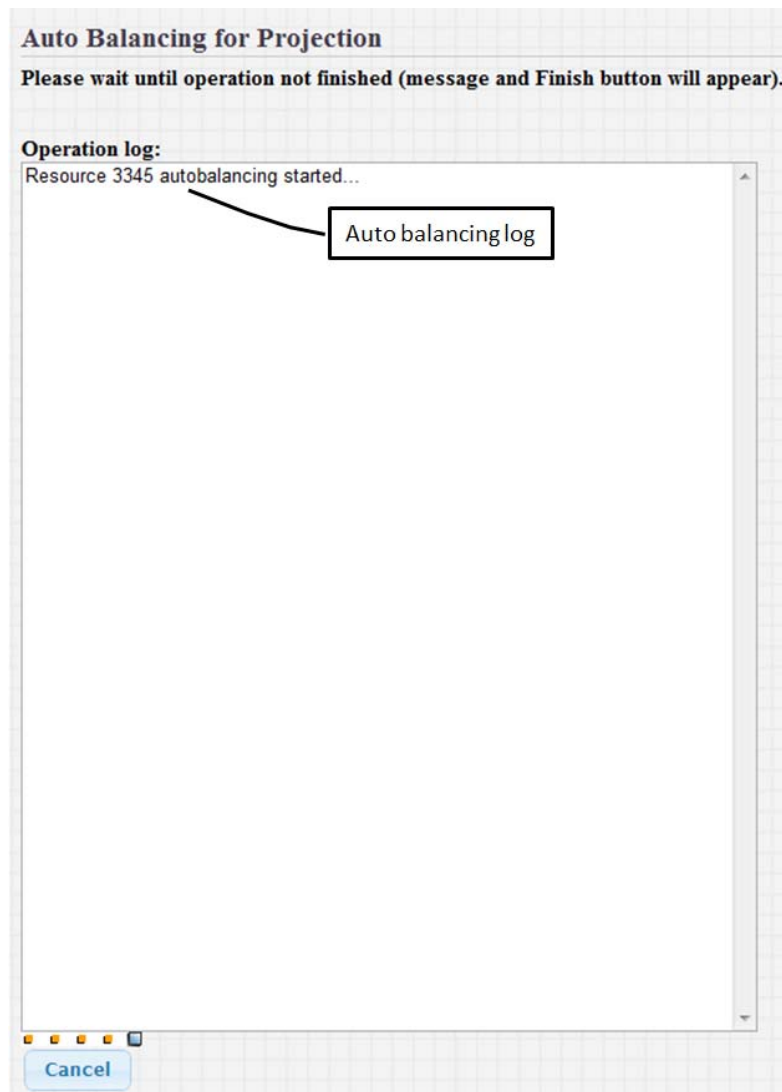 Auto Balancing for Projection
Please wait until operation not finished (message and Finish button will appear).
Operation log:
Resource 3345 autobalancing started...
Auto balancing log
Cancel